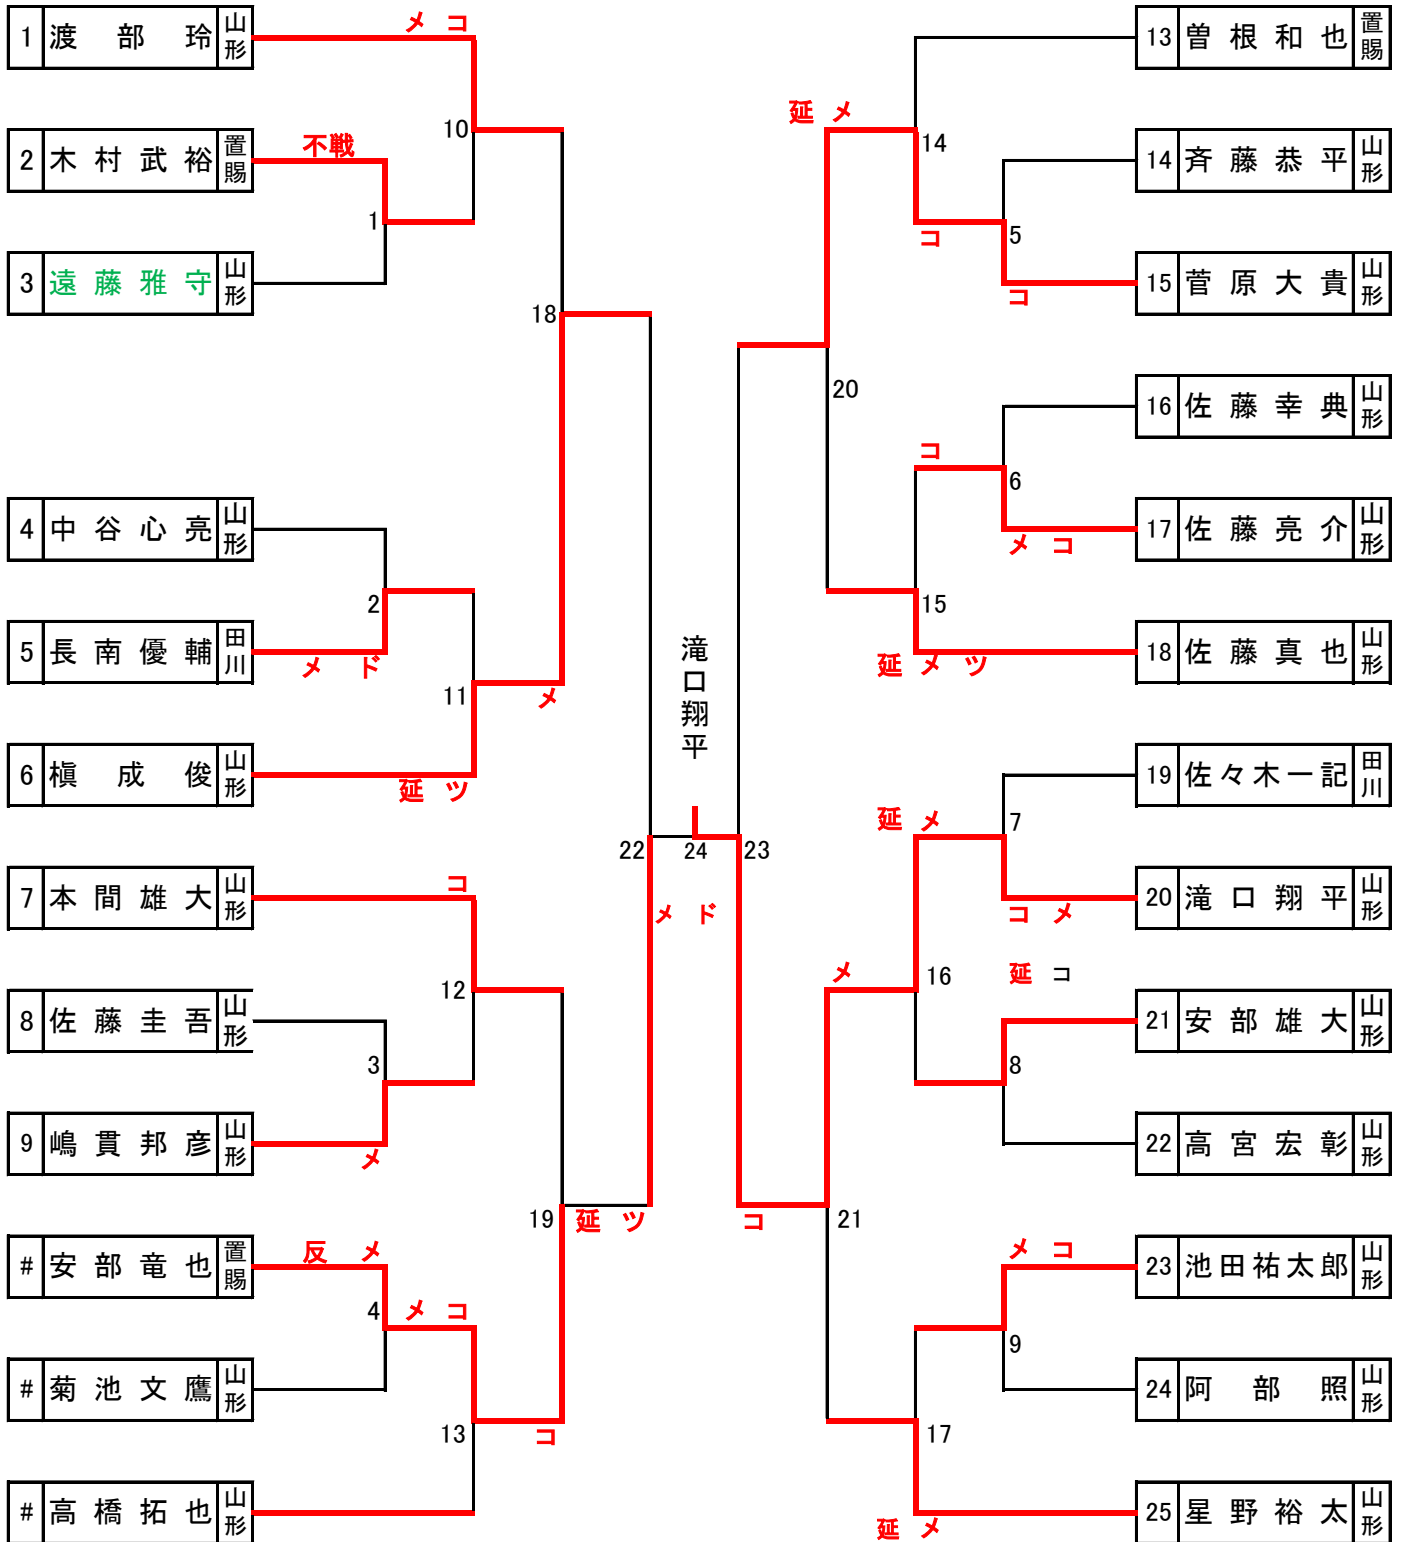 1 渡部玲 山形
2 木村武裕 置賜
3 遠藤雅守 山形
4 中谷心亮 山形
5 長南優輔 田川
6 槇成俊 山形
7 本間雄大 山形
8 佐藤圭吾 山形
9 嶋貫邦彦 山形
# 安部竜也 置賜
# 菊池文鷹 山形
# 高橋拓也 山形
メコ
不戦
10
1
18
2
メド
11
メ
延ツ
コ
12
3
メ
19
延ツ
反メ
4
メコ
13
コ
22
メド
滝口翔平
24
23
コ
延メ
14
コ
5
コ
20
コ
6
メコ
15
延メツ
延メ
7
コメ
メ
16
延コ
8
21
メコ
9
17
延メ
13 曽根和也 置賜
14 斉藤恭平 山形
15 菅原大貴 山形
16 佐藤幸典 山形
17 佐藤亮介 山形
18 佐藤真也 山形
19 佐々木一記 田川
20 滝口翔平 山形
21 安部雄大 山形
22 高宮宏彰 山形
23 池田祐太郎 山形
24 阿部照 山形
25 星野裕太 山形